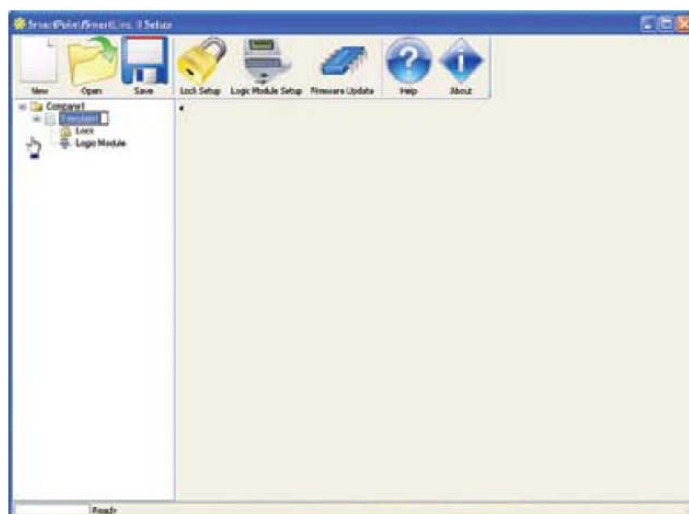 SmartPoint/SmartLinc II Setup
New Open Save Lock Setup Logic Module Setup Firmware Update Help About
Company1
Template1
Lock
Logic Module
Ready